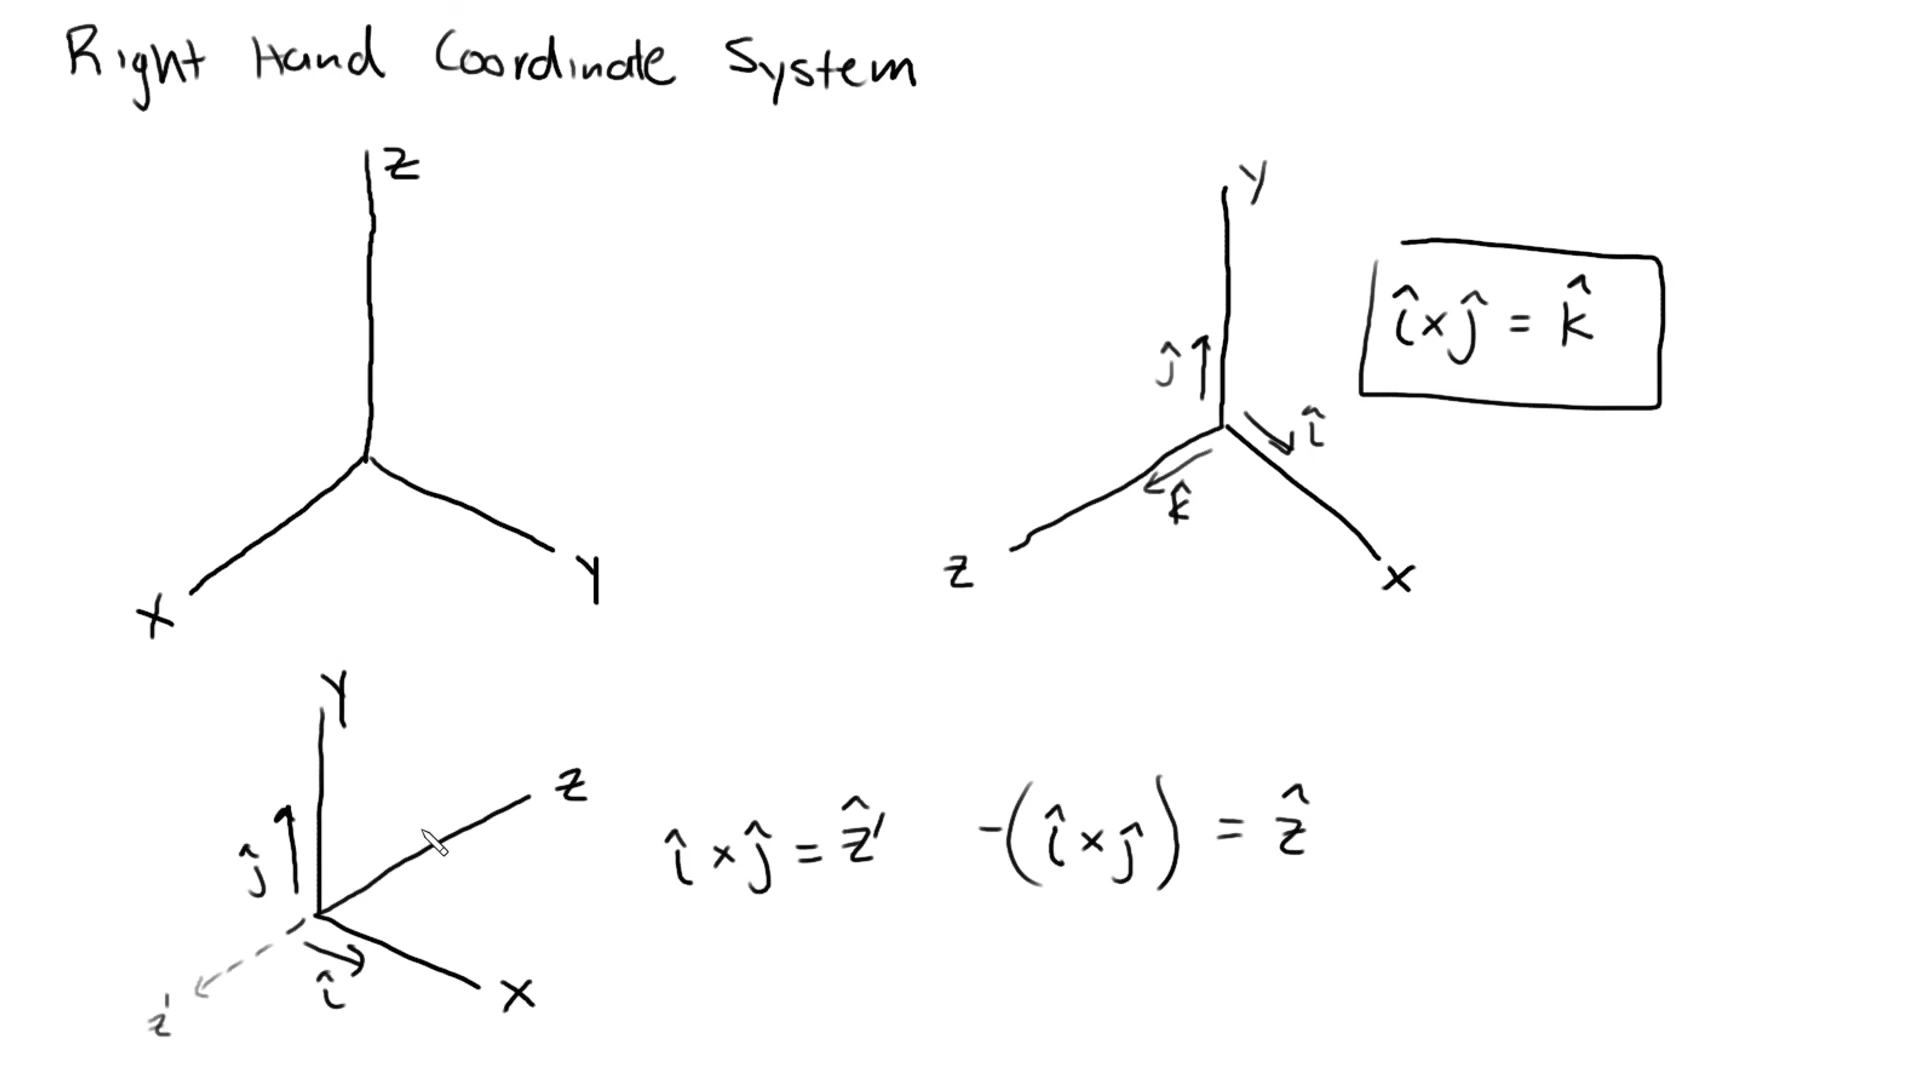 Right Hand Coordinate System
Z
X
Y
Y
ĵ
î
k̂
Z
X
î × ĵ = k̂
Y
Z
ĵ
î
X
z'
î × ĵ = ẑ'
-(î × ĵ) = ẑ